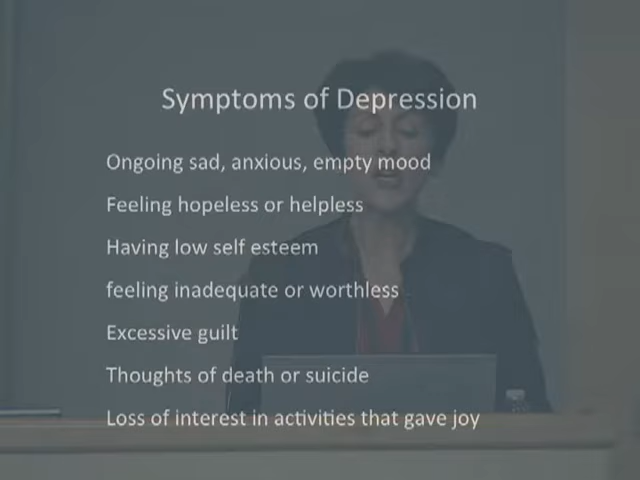 Symptoms of Depression
Ongoing sad, anxious, empty mood
Feeling hopeless or helpless
Having low self esteem
feeling inadequate or worthless
Excessive guilt
Thoughts of death or suicide
Loss of interest in activities that gave joy